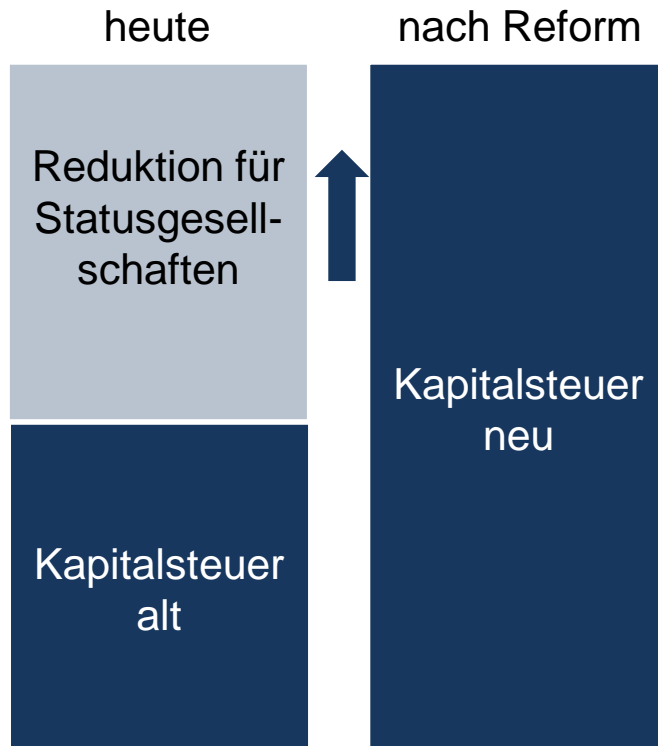 heute
nach Reform
Reduktion für
Statusgesell-
schaften
Kapitalsteuer
neu
Kapitalsteuer
alt